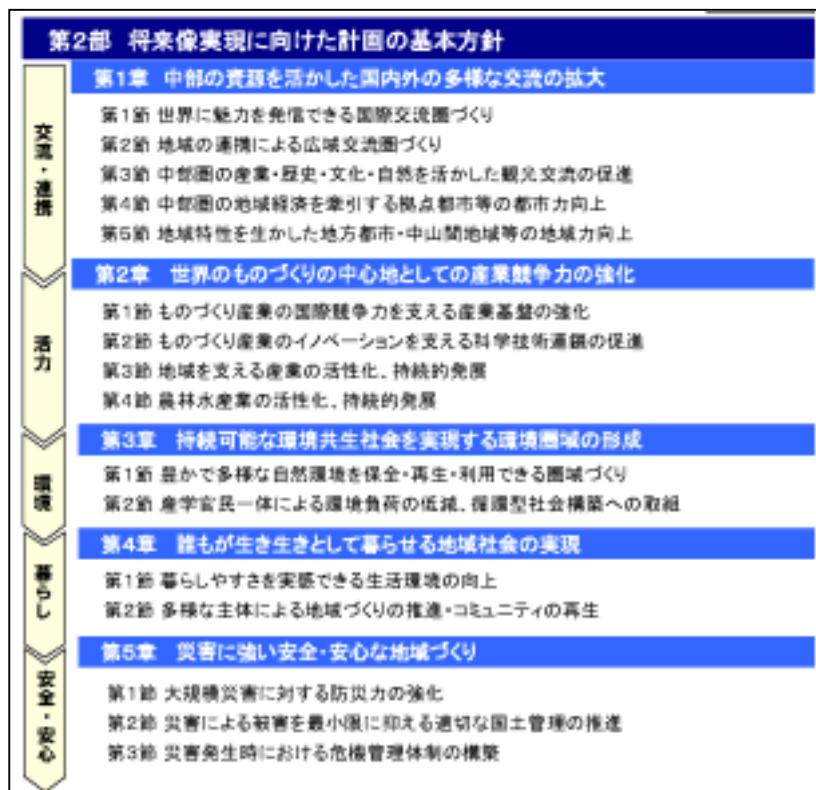 第2部 将来像実現に向けた計画の基本方針
交流・連携
第1章 中部の資源を活かした国内外の多様な交流の拡大
第1節 世界に魅力を発信できる国際交流圏づくり
第2節 地域の連携による広域交流圏づくり
第3節 中部圏の産業・歴史・文化・自然を活かした観光交流の促進
第4節 中部圏の地域経済を牽引する拠点都市等の都市力向上
第5節 地域特性を生かした地方都市・中山間地域等の地域力向上
活力
第2章 世界のものづくりの中心地としての産業競争力の強化
第1節 ものづくり産業の国際競争力を支える産業基盤の強化
第2節 ものづくり産業のイノベーションを支える科学技術連鎖の促進
第3節 地域を支える産業の活性化、持続的発展
第4節 農林水産業の活性化、持続的発展
環境
第3章 持続可能な環境共生社会を実現する環境圏域の形成
第1節 豊かで多様な自然環境を保全・再生・利用できる圏域づくり
第2節 産学官民一体による環境負荷の低減、循環型社会構築への取組
暮らし
第4章 誰もが生き生きとして暮らせる地域社会の実現
第1節 暮らしやすさを実感できる生活環境の向上
第2節 多様な主体による地域づくりの推進・コミュニティの再生
安全・安心
第5章 災害に強い安全・安心な地域づくり
第1節 大規模災害に対する防災力の強化
第2節 災害による被害を最小限に抑える適切な国土管理の推進
第3節 災害発生時における危機管理体制の構築